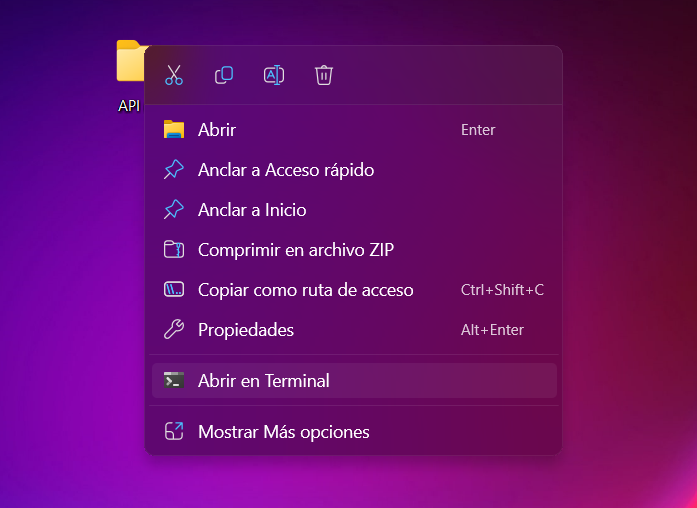 API
Abrir Enter
Anclar a Acceso rápido
Anclar a Inicio
Comprimir en archivo ZIP
Copiar como ruta de acceso Ctrl+Shift+C
Propiedades Alt+Enter
Abrir en Terminal
Mostrar Más opciones